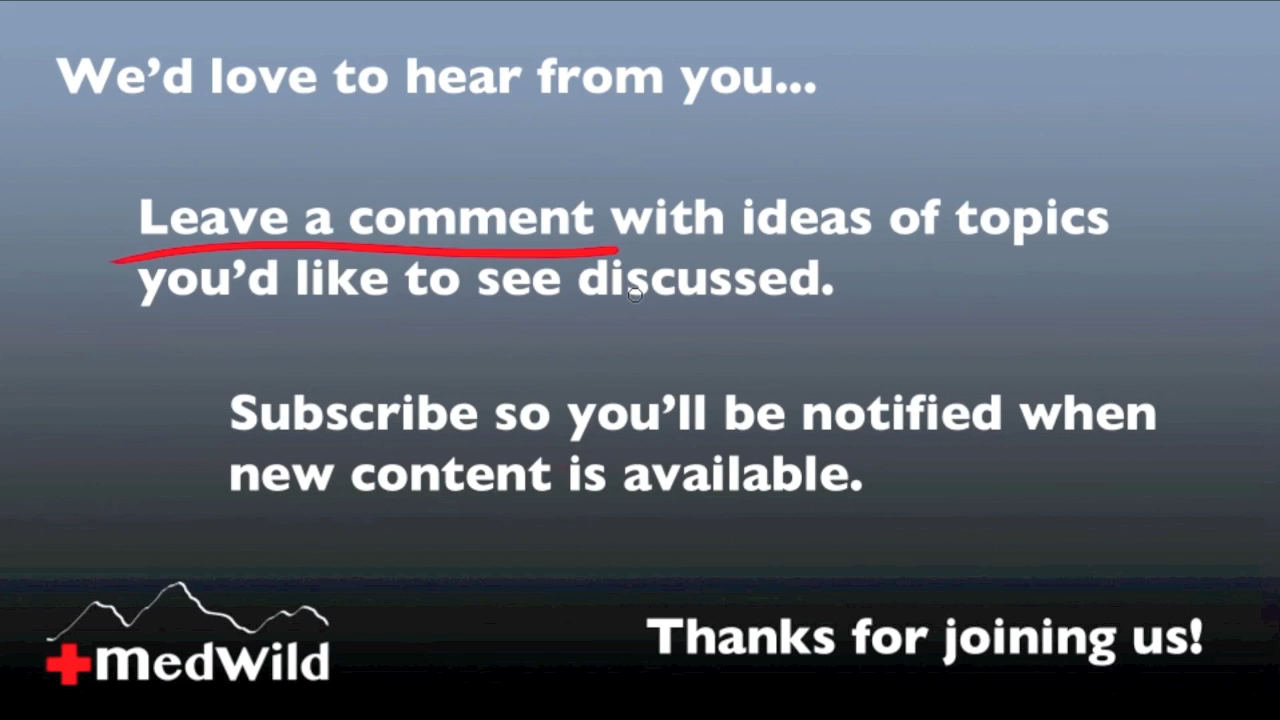 We’d love to hear from you...
Leave a comment with ideas of topics
you’d like to see discussed.
Subscribe so you’ll be notified when
new content is available.
medWild
Thanks for joining us!